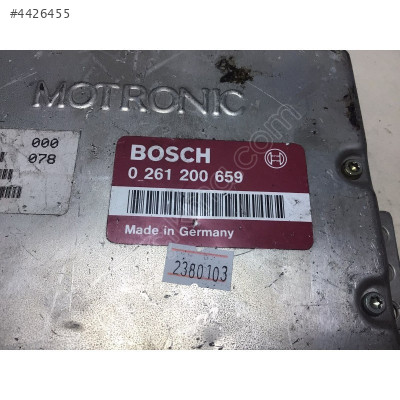 #4426455
MOTRONIC
000
078
BOSCH
0 261 200 659
Made in Germany
2380103